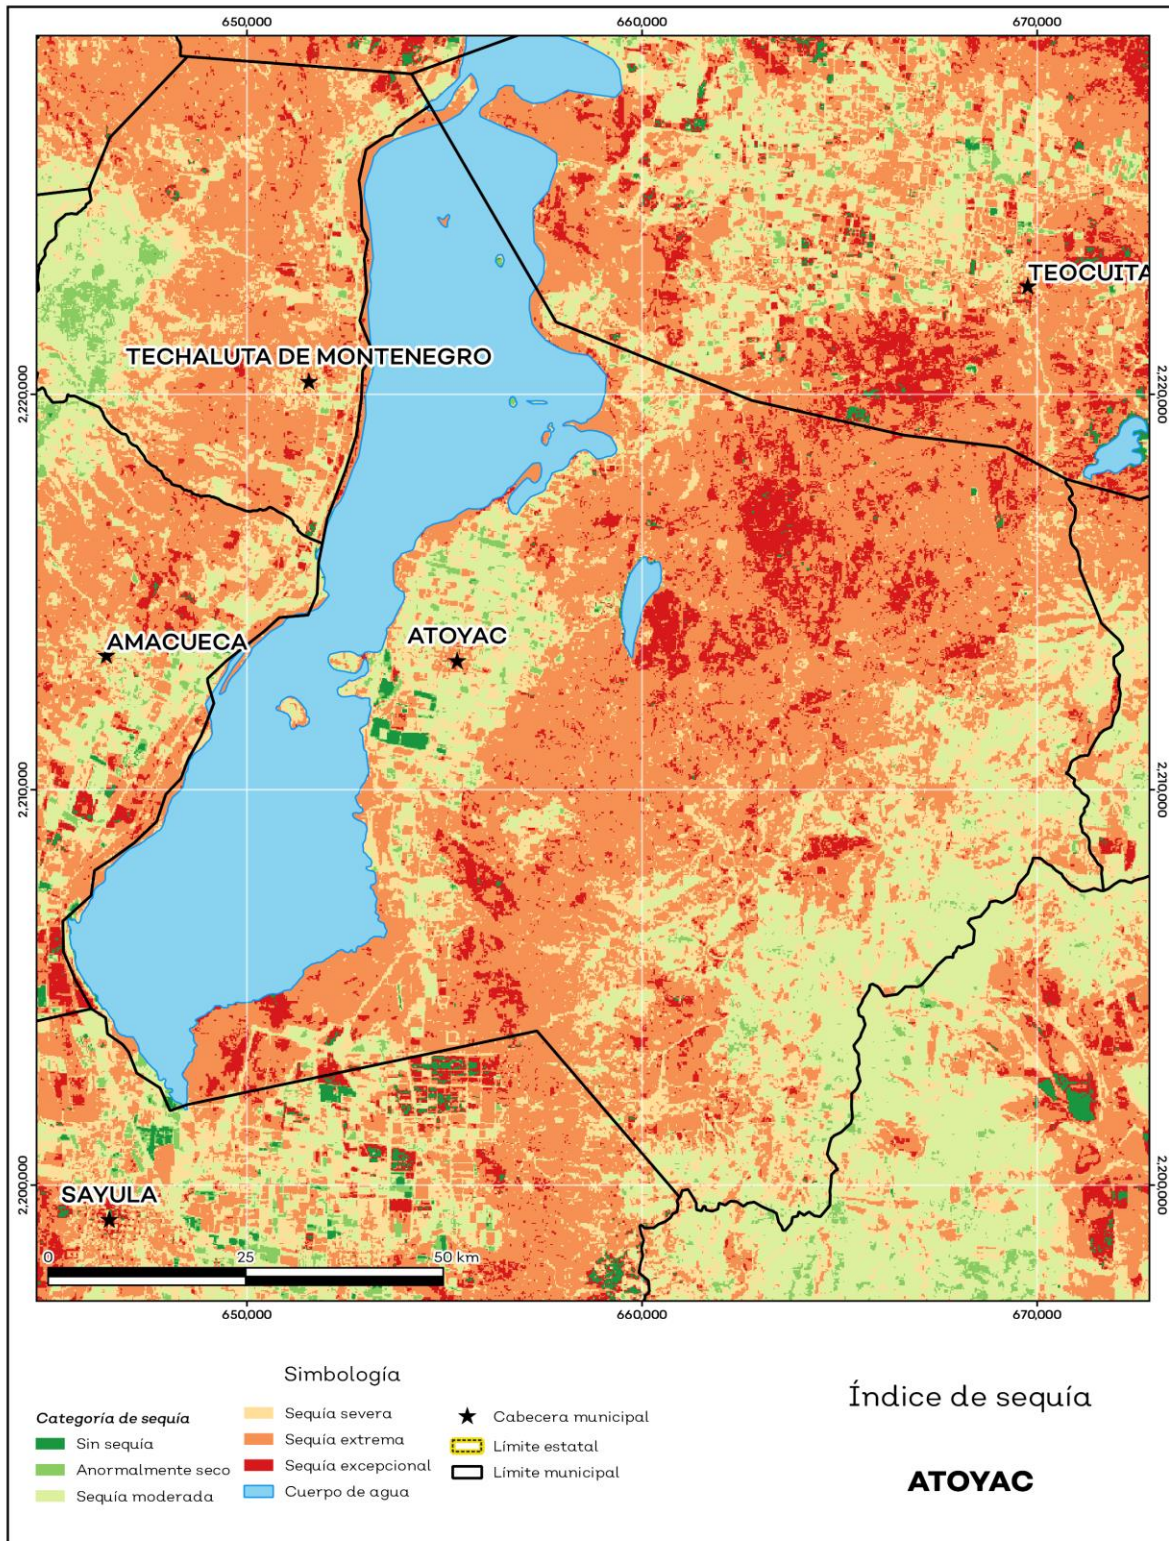 650,000
660,000
670,000
TEOCUITA
TECHALUTA DE MONTENEGRO
2,220,000
2,220,000
AMACUECA
ATOYAC
2,210,000
2,210,000
2,200,000
2,200,000
SAYULA
0
25
50 km
650,000
660,000
670,000
Simbología
Categoría de sequía
Sin sequía
Anormalmente seco
Sequía moderada
Sequía severa
Sequía extrema
Sequía excepcional
Cuerpo de agua
Cabecera municipal
Límite estatal
Límite municipal
Índice de sequía
ATOYAC